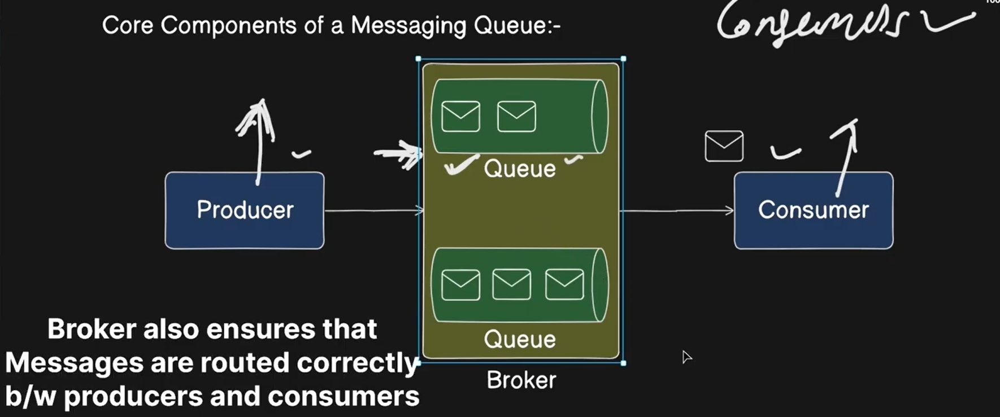 Core Components of a Messaging Queue:-
Consumers
Queue
Producer
Consumer
Queue
Broker
Broker also ensures that
Messages are routed correctly
b/w producers and consumers